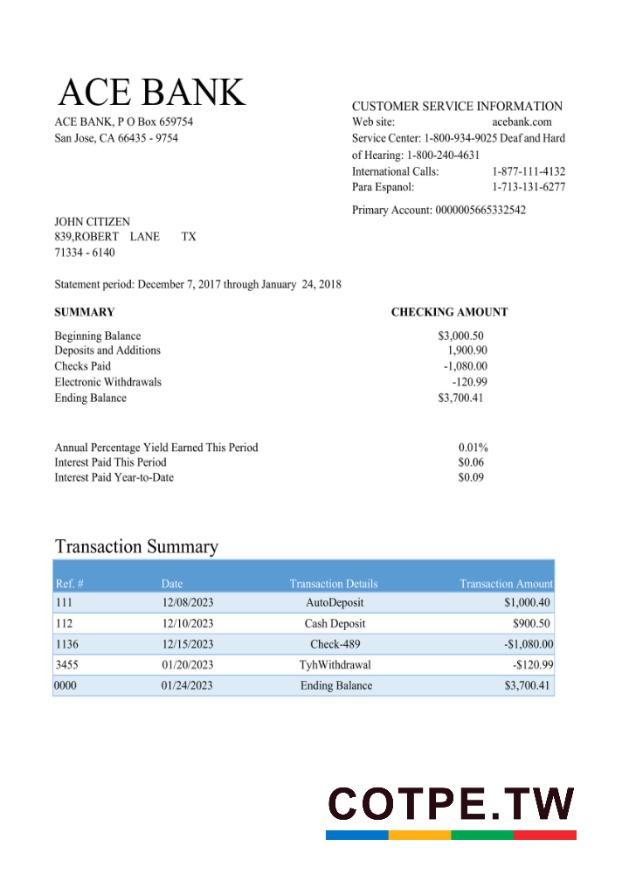 ACE BANK
ACE BANK, P O Box 659754
San Jose, CA 66435 - 9754
CUSTOMER SERVICE INFORMATION
Web site: acebank.com
Service Center: 1-800-934-9025 Deaf and Hard
of Hearing: 1-800-240-4631
International Calls: 1-877-111-4132
Para Espanol: 1-713-131-6277
Primary Account: 0000005665332542
JOHN CITIZEN
839,ROBERT LANE TX
71334 - 6140
Statement period: December 7, 2017 through January 24, 2018
SUMMARY CHECKING AMOUNT
Beginning Balance $3,000.50
Deposits and Additions 1,900.90
Checks Paid -1,080.00
Electronic Withdrawals -120.99
Ending Balance $3,700.41
Annual Percentage Yield Earned This Period 0.01%
Interest Paid This Period $0.06
Interest Paid Year-to-Date $0.09
Transaction Summary
Ref. # Date Transaction Details Transaction Amount
111 12/08/2023 AutoDeposit $1,000.40
112 12/10/2023 Cash Deposit $900.50
1136 12/15/2023 Check-489 -$1,080.00
3455 01/20/2023 TyhWithdrawal -$120.99
0000 01/24/2023 Ending Balance $3,700.41
COTPE.TW